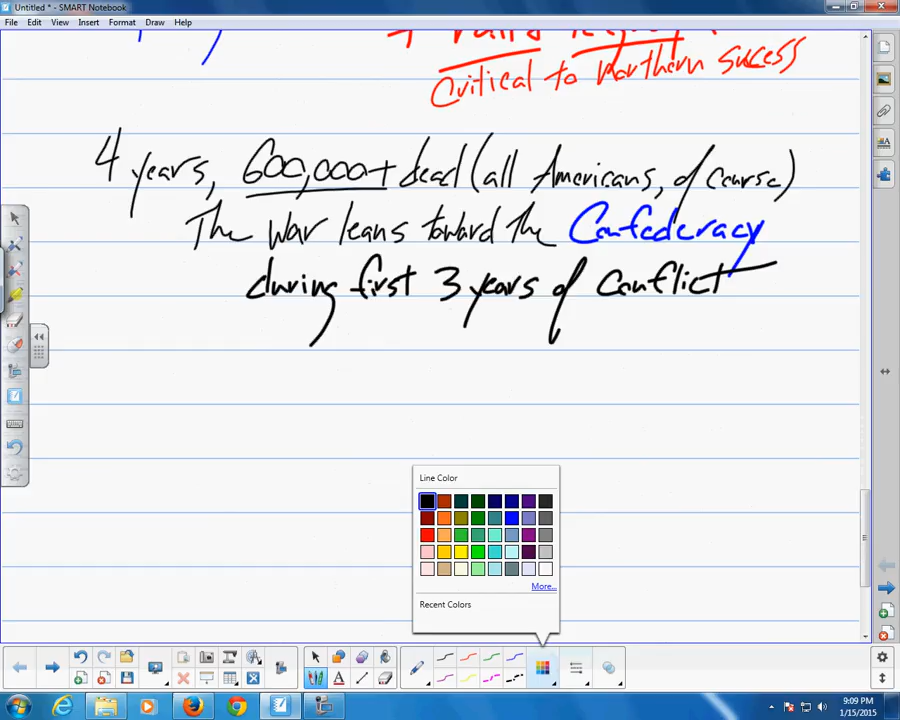 Untitled * - SMART Notebook
File Edit View Insert Format Draw Help
Critical to Northern sucess
4 years, 600,000+ dead (all Americans, of course)
The War leans toward the Confederacy
during first 3 years of Conflict
Line Color
More...
Recent Colors
9:09 PM
1/15/2015